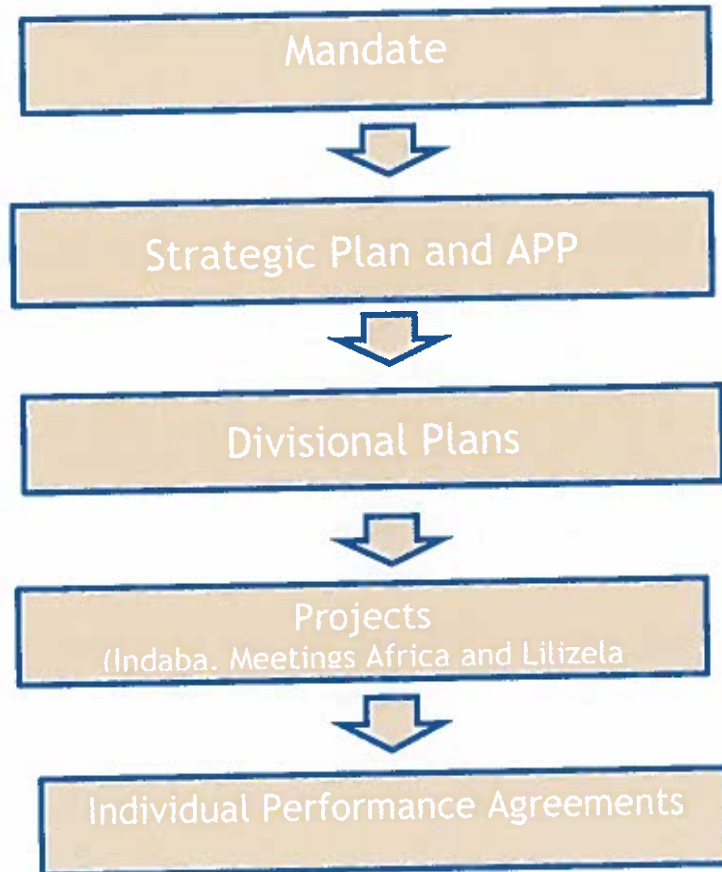 Mandate
Strategic Plan and APP
Divisional Plans
Projects
(Indaba. Meetings Africa and Lilizela
Individual Performance Agreements